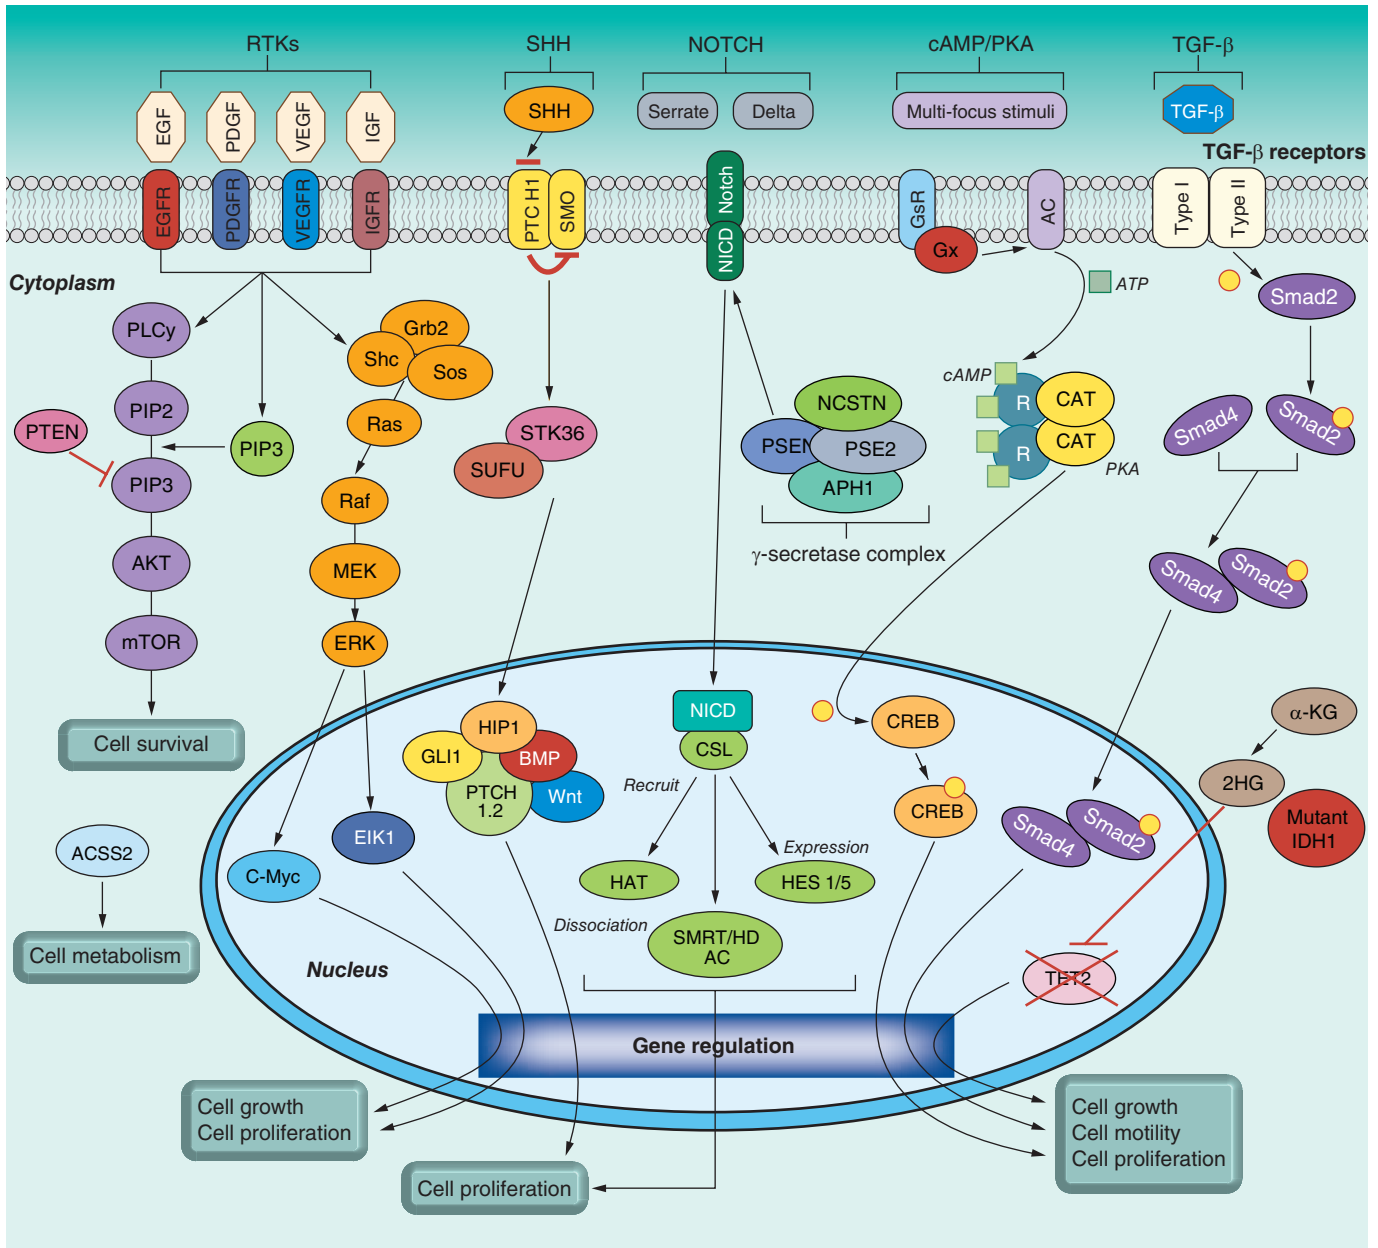 RTKs
SHH
NOTCH
cAMP/PKA
TGF-β
EGF
PDGF
VEGF
IGF
SHH
Serrate
Delta
Multi-focus stimuli
TGF-β
TGF-β receptors
EGFR
PDGFR
VEGFR
IGFR
PTC H1
SMO
Notch
NICD
GsR
Gx
AC
Type I
Type II
Cytoplasm
ATP
Smad2
PLCy
Grb2
Shc
Sos
cAMP
R
CAT
R
CAT
PKA
NCSTN
PSEN
PSE2
APH1
γ-secretase complex
Smad4
Smad2
PIP2
PTEN
PIP3
PIP3
Ras
STK36
SUFU
Raf
AKT
MEK
Smad4
Smad2
mTOR
ERK
Cell survival
HIP1
GLI1
BMP
PTCH
1.2
Wnt
NICD
CSL
Recruit
CREB
CREB
α-KG
2HG
Mutant
IDH1
Smad4
Smad2
EIK1
C-Myc
ACSS2
Cell metabolism
Expression
HAT
HES 1/5
Dissociation
SMRT/HD
AC
TET2
Nucleus
Gene regulation
Cell growth
Cell proliferation
Cell proliferation
Cell growth
Cell motility
Cell proliferation